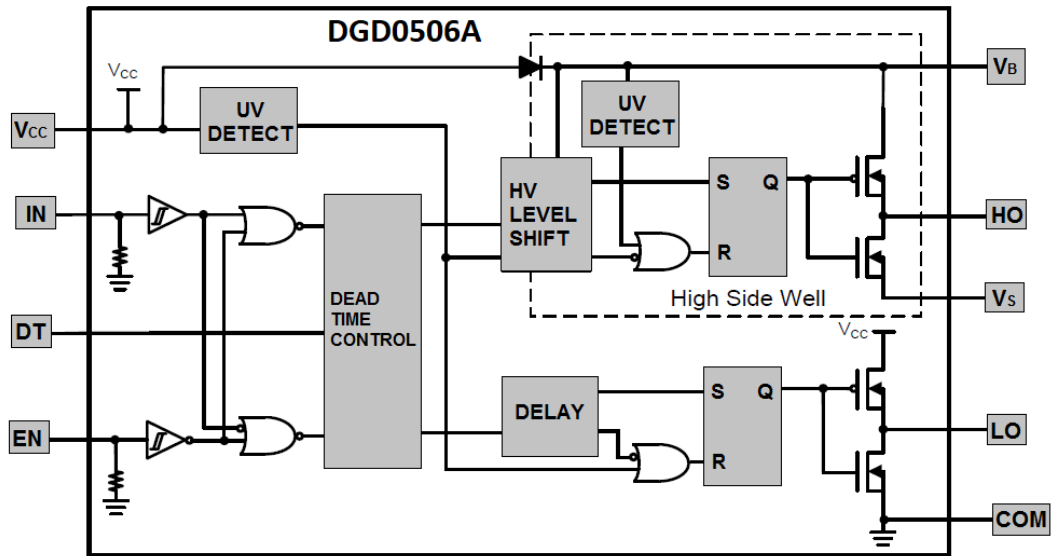 DGD0506A
VCC
VB
UV
DETECT
UV
DETECT
VCC
HV
LEVEL
SHIFT
S
Q
R
IN
HO
DEAD
TIME
CONTROL
High Side Well
VS
DT
VCC
DELAY
S
Q
R
EN
LO
COM